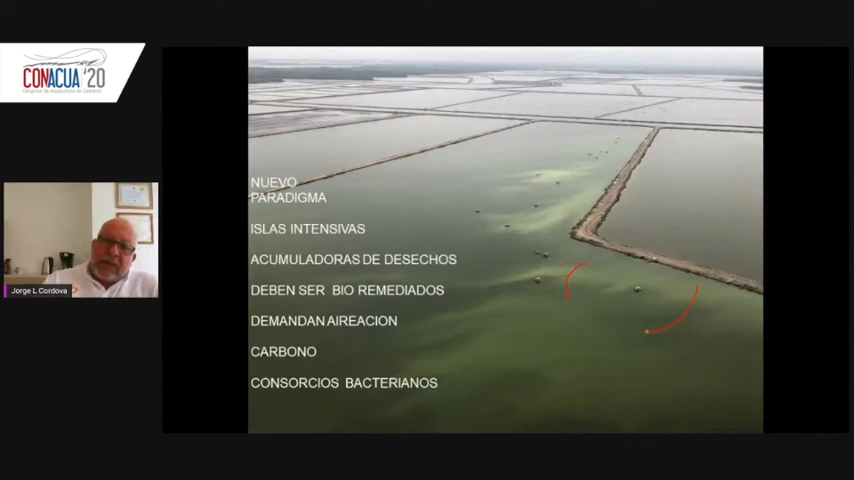 CONACUA '20
Congreso de Acuicultura de Camarón
NUEVO
PARADIGMA
ISLAS INTENSIVAS
ACUMULADORAS DE DESECHOS
DEBEN SER BIO REMEDIADOS
DEMANDAN AIREACION
CARBONO
CONSORCIOS BACTERIANOS
Jorge L Cordova